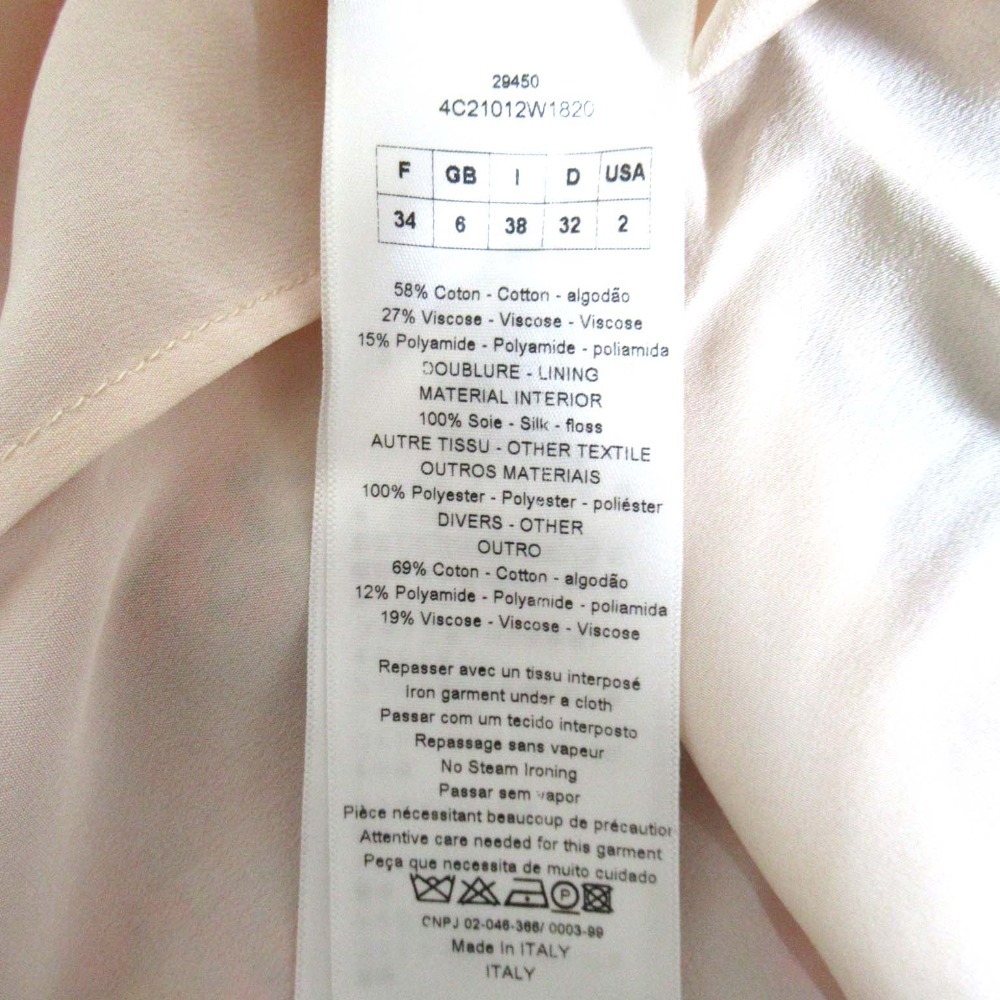 29450
4C21012W1820
F GB I D USA
34 6 38 32 2
58% Coton - Cotton - algodão
27% Viscose - Viscose - Viscose
15% Polyamide - Polyamide - poliamida
DOUBLURE - LINING
MATERIAL INTERIOR
100% Soie - Silk - floss
AUTRE TISSU - OTHER TEXTILE
OUTROS MATERIAIS
100% Polyester - Polyester - poliéster
DIVERS - OTHER
OUTRO
69% Coton - Cotton - algodão
12% Polyamide - Polyamide - poliamida
19% Viscose - Viscose - Viscose
Repasser avec un tissu interposé
Iron garment under a cloth
Passar com um tecido interposto
Repassage sans vapeur
No Steam Ironing
Passar sem vapor
Pièce nécessitant beaucoup de précaution
Attentive care needed for this garment
Peça que necessita de muito cuidado
P
CNPJ 02-046-366/ 0003-99
Made in ITALY
ITALY